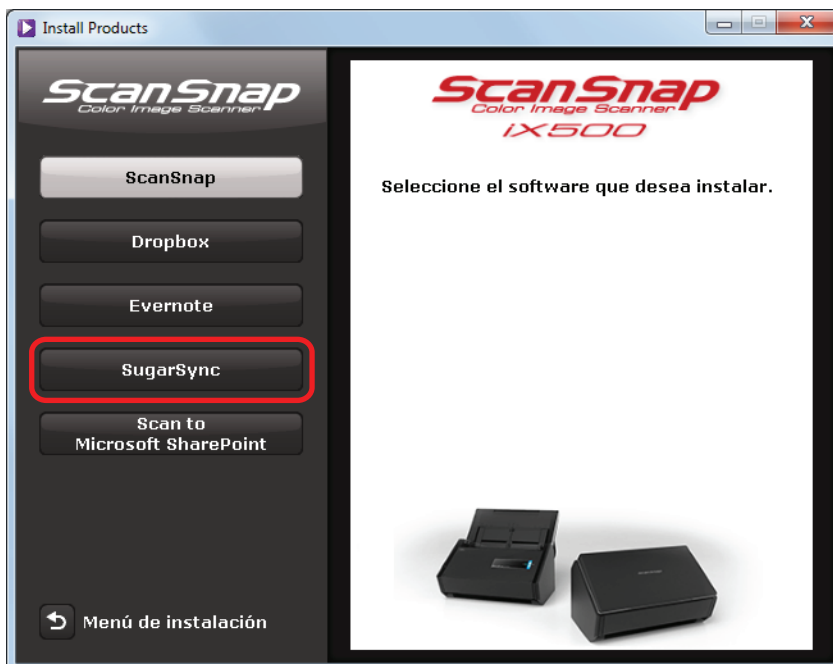 Install Products
ScanSnap
Color Image Scanner
ScanSnap
Dropbox
Evernote
SugarSync
Scan to
Microsoft SharePoint
Menú de instalación
ScanSnap
Color Image Scanner
iX500
Seleccione el software que desea instalar.